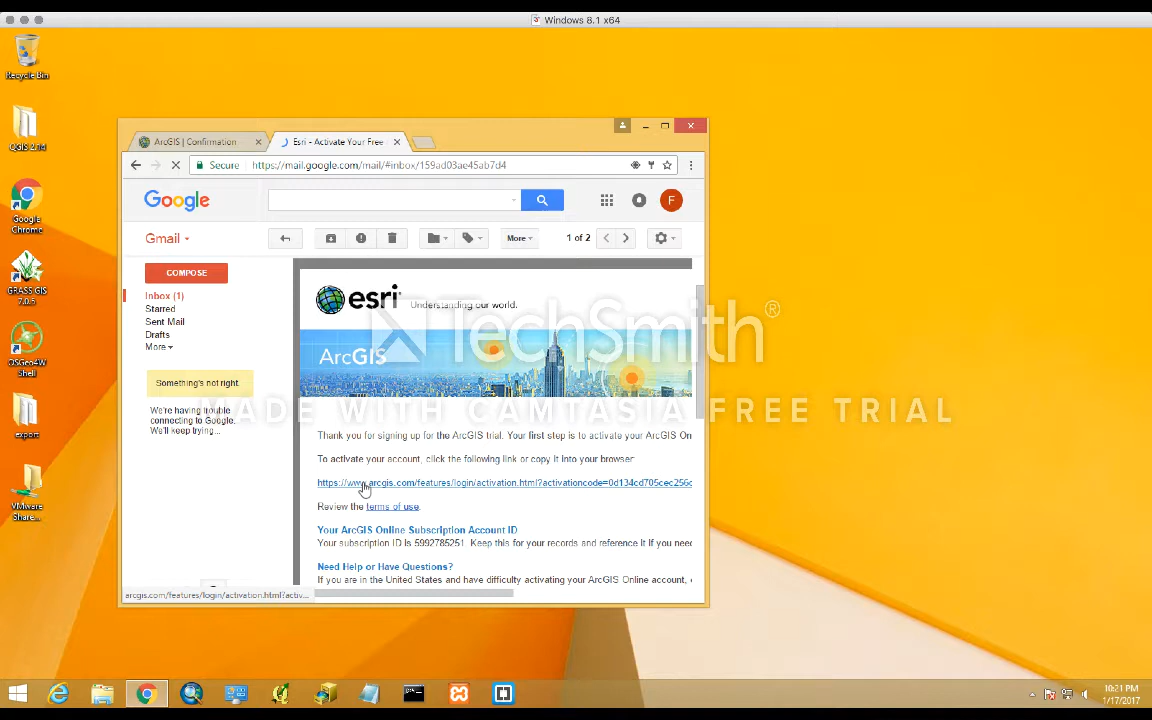 Windows 8.1 x64
Recycle Bin
QGIS 2.14
Google Chrome
GRASS GIS 7.0.5
OSGeo4W Shell
export
VMware Share...
ArcGIS | Confirmation
Esri - Activate Your Free
Secure
https://mail.google.com/mail/#inbox/159ad03ae45ab7d4
Google
F
Gmail
More
1 of 2
COMPOSE
Inbox (1)
Starred
Sent Mail
Drafts
More
Something's not right.
We're having trouble
connecting to Google.
We'll keep trying...
esri
Understanding our world.
ArcGIS
TechSmith®
MADE WITH CAMTASIA FREE TRIAL
Thank you for signing up for the ArcGIS trial. Your first step is to activate your ArcGIS On
To activate your account, click the following link or copy it into your browser:
https://www.arcgis.com/features/login/activation.html?activationcode=0d134cd705cec256c
Review the terms of use.
Your ArcGIS Online Subscription Account ID
Your subscription ID is 5992785251. Keep this for your records and reference it if you need
Need Help or Have Questions?
If you are in the United States and have difficulty activating your ArcGIS Online account,
arcgis.com/features/login/activation.html?activ...
10:21 PM
1/17/2017